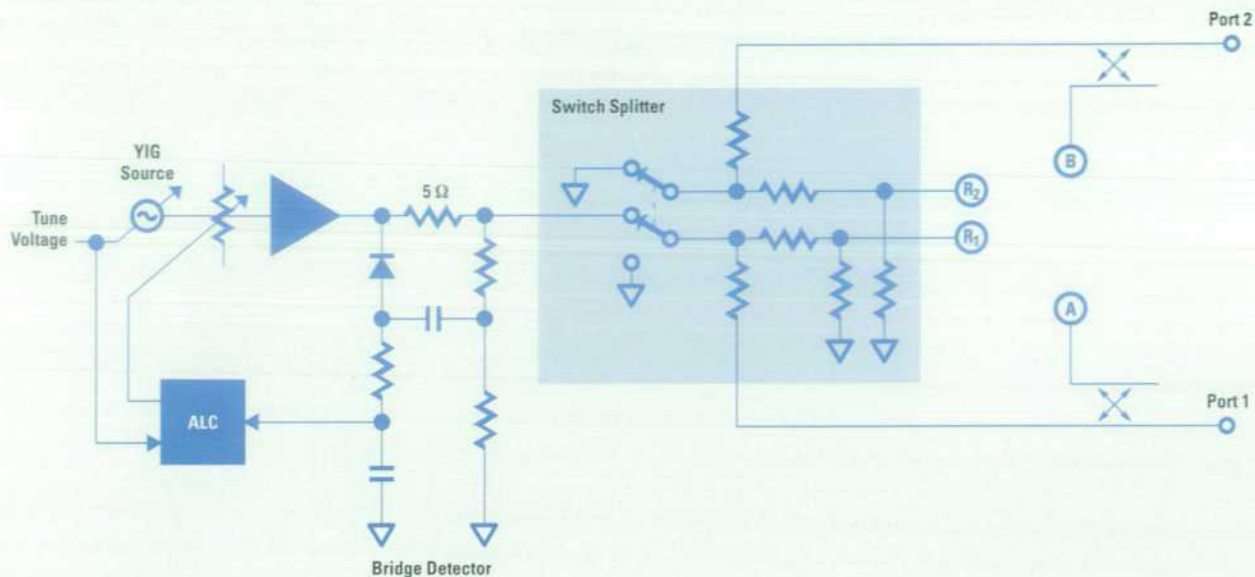 Port 2
Switch Splitter
YIG
Source
B
5 Ω
R2
Tune
Voltage
R1
A
ALC
Port 1
Bridge Detector